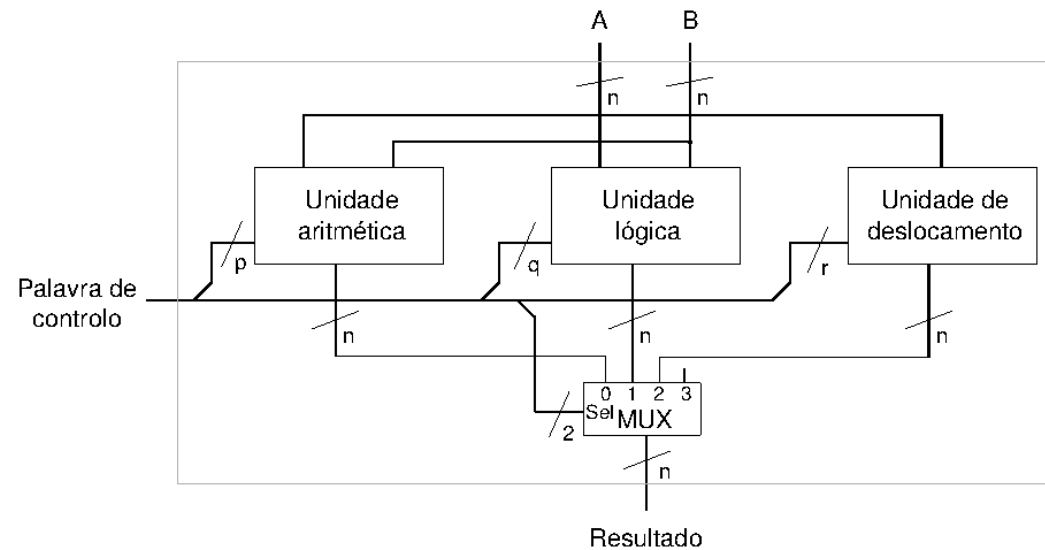 A
B
n
n
Unidade
aritmética
Unidade
lógica
Unidade de
deslocamento
p
q
r
Palavra de
controlo
n
n
n
0 1 2 3
Sel
MUX
2
n
Resultado